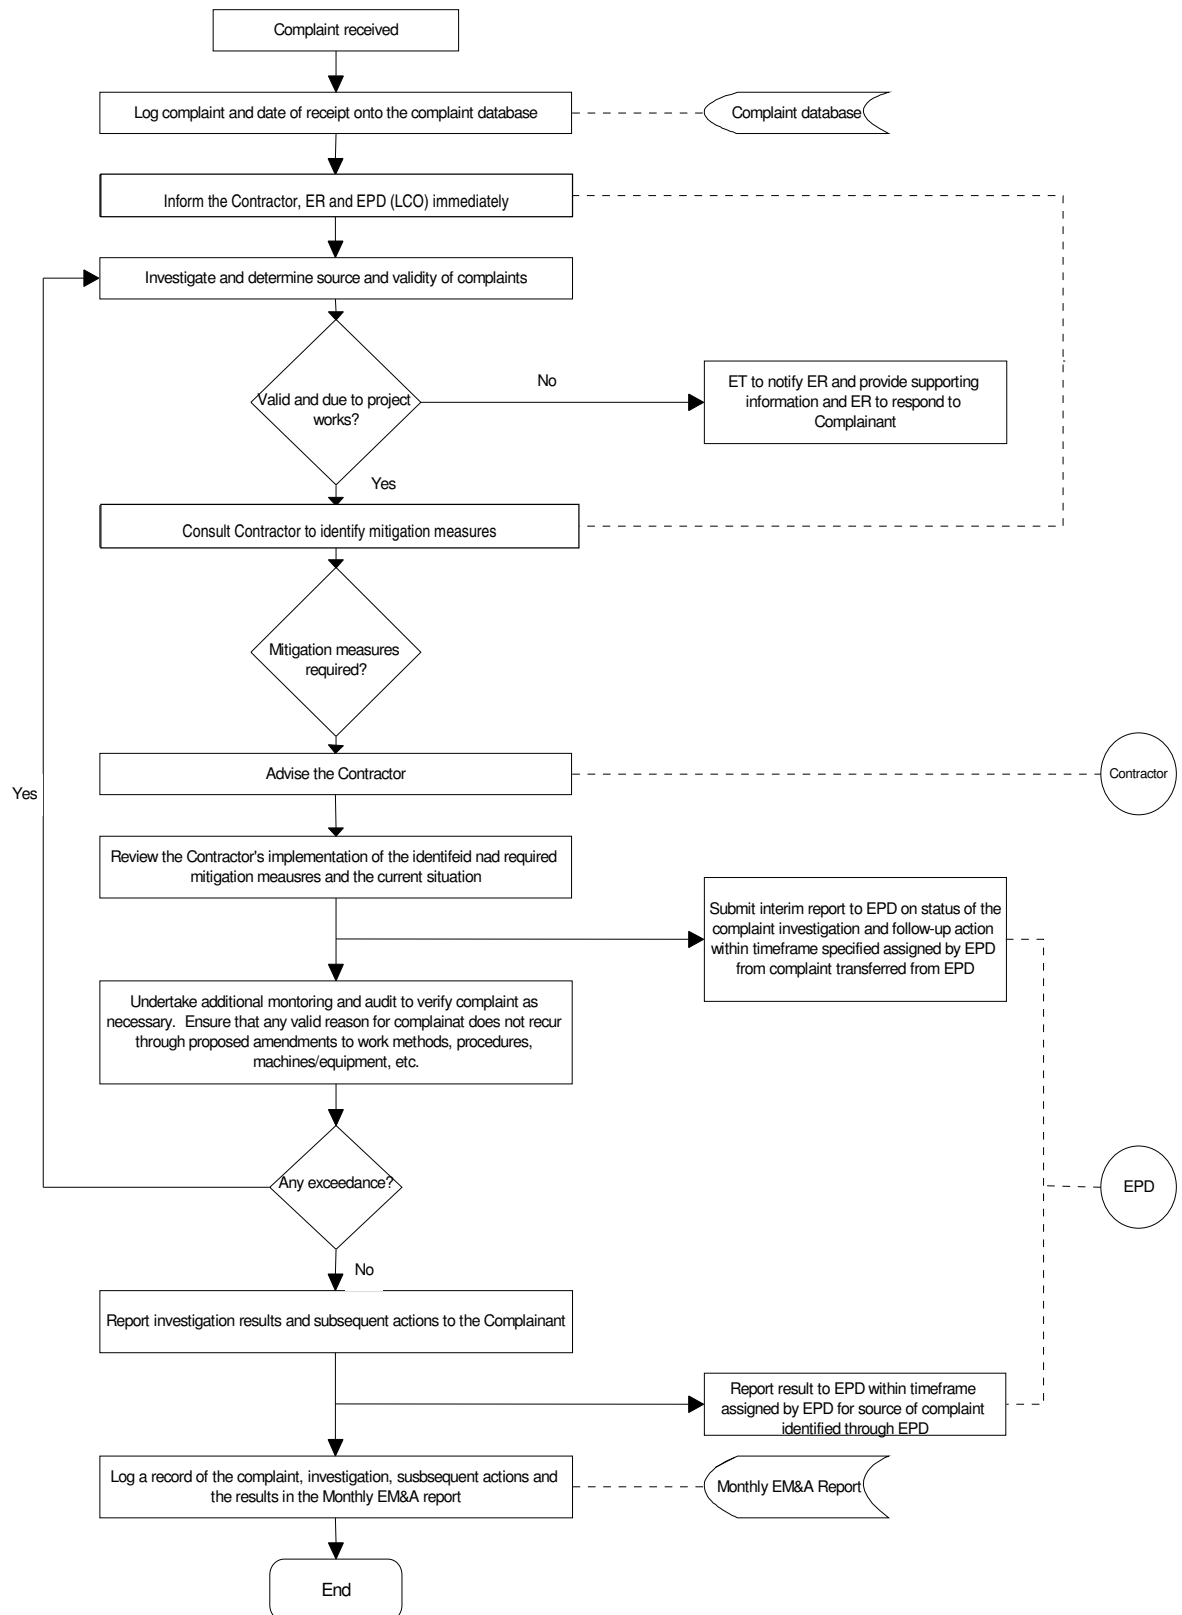 Complaint received
Log complaint and date of receipt onto the complaint database
Complaint database
Inform the Contractor, ER and EPD (LCO) immediately
Investigate and determine source and validity of complaints
Valid and due to project
works?
No
ET to notify ER and provide supporting
information and ER to respond to
Complainant
Yes
Consult Contractor to identify mitigation measures
Mitigation measures
required?
Advise the Contractor
Contractor
Yes
Review the Contractor's implementation of the identifeid nad required
mitigation meausres and the current situation
Submit interim report to EPD on status of the
complaint investigation and follow-up action
within timeframe specified assigned by EPD
from complaint transferred from EPD
Undertake additional montoring and audit to verify complaint as
necessary. Ensure that any valid reason for complainat does not recur
through proposed amendments to work methods, procedures,
machines/equipment, etc.
Any exceedance?
EPD
No
Report investigation results and subsequent actions to the Complainant
Report result to EPD within timeframe
assigned by EPD for source of complaint
identified through EPD
Log a record of the complaint, investigation, susbsequent actions and
the results in the Monthly EM&A report
Monthly EM&A Report
End